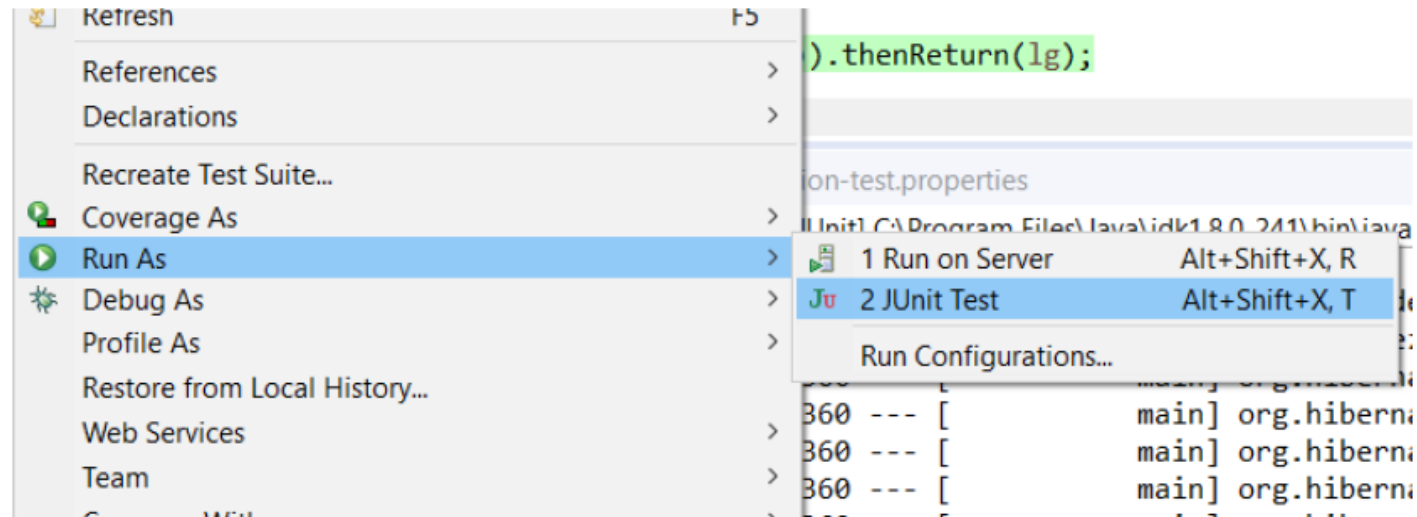 Refresh F5
).thenReturn(lg);
References
Declarations
Recreate Test Suite...
ion-test.properties
Coverage As
JUnit] C:\Program Files\Java\jdk1.8.0_241\bin\java
Run As
1 Run on Server Alt+Shift+X, R
Debug As
JU 2 JUnit Test Alt+Shift+X, T
Profile As
Run Configurations...
Restore from Local History...
360 --- [ main] org.hiberna
Web Services
360 --- [ main] org.hiberna
Team
360 --- [ main] org.hiberna